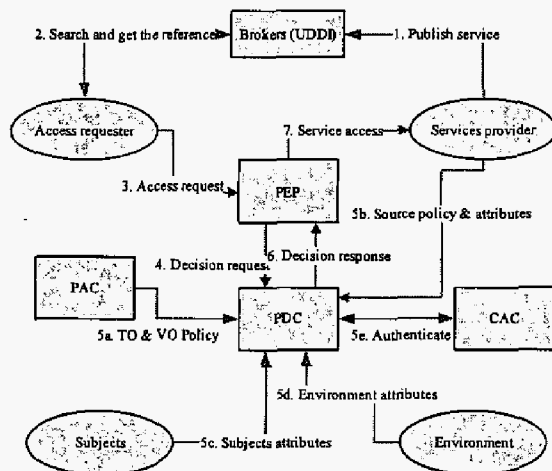 2. Search and get the reference
Brokers (UDDI)
1. Publish service
Access requester
7. Service access
Services provider
3. Access request
PEP
5b. Source policy & attributes
4. Decision request
6. Decision response
PAC
PDC
CAC
5a. TO & VO Policy
5e. Authenticate
5d. Environment attributes
Subjects
5c. Subjects attributes
Environment